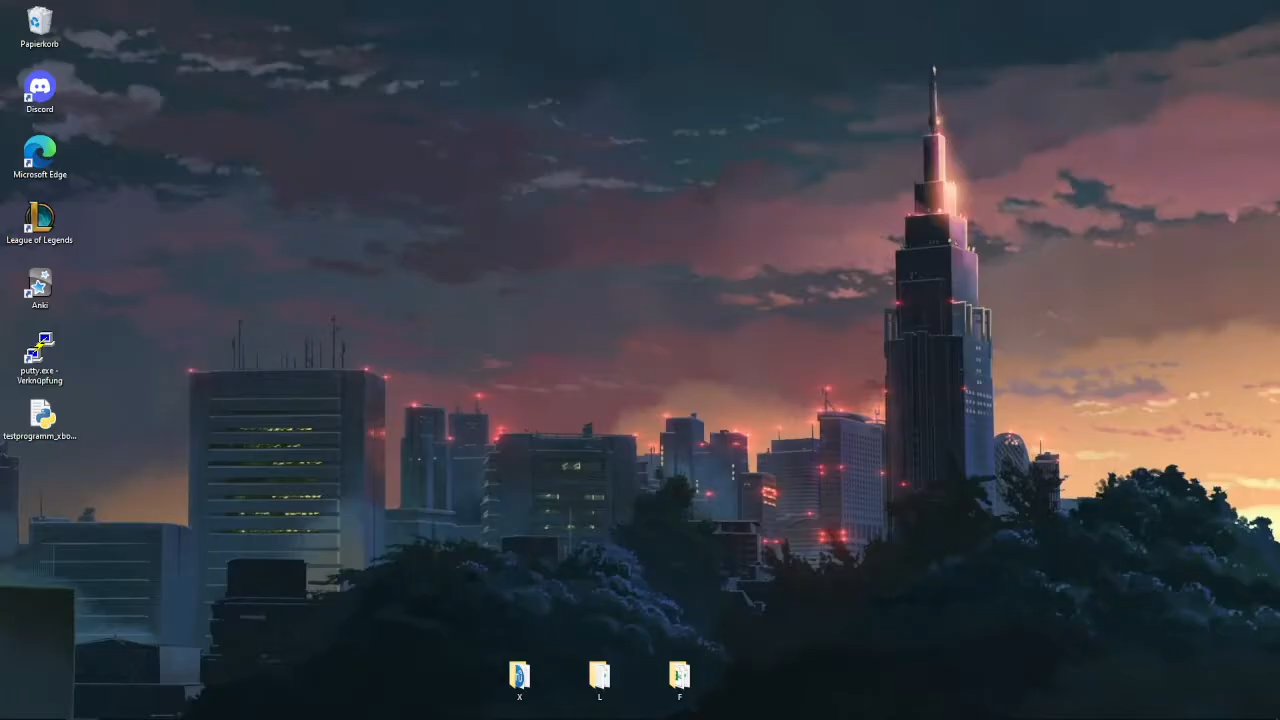 Papierkorb
Discord
Microsoft Edge
League of Legends
Anki
putty.exe -
Verknüpfung
testprogramm_xbo...
X
L
F